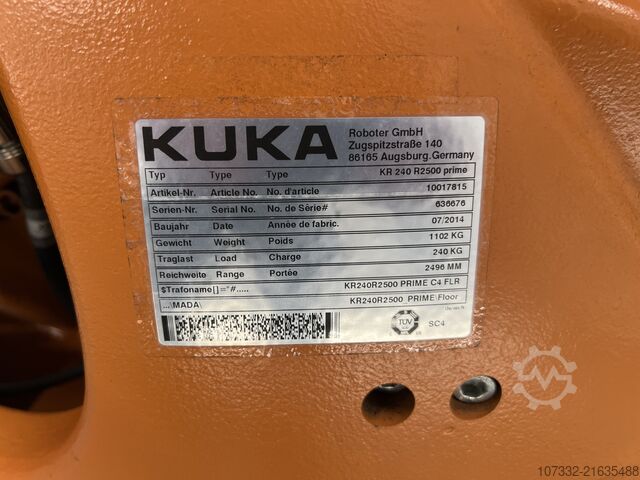 KUKA
Roboter GmbH
Zugspitzstraße 140
86165 Augsburg.Germany
Typ Type Type KR 240 R2500 prime
Artikel-Nr. Article No. No. d'article 10017815
Serien-Nr. Serial No. No. de Série# 636676
Baujahr Date Année de fabric. 07/2014
Gewicht Weight Poids 1102 KG
Traglast Load Charge 240 KG
Reichweite Range Portée 2496 MM
$Trafoname[]="#..... KR240R2500 PRIME C4 FLR
...\MADA\ KR240R2500 PRIME\Floor
TÜV
SC4
107332-21635488